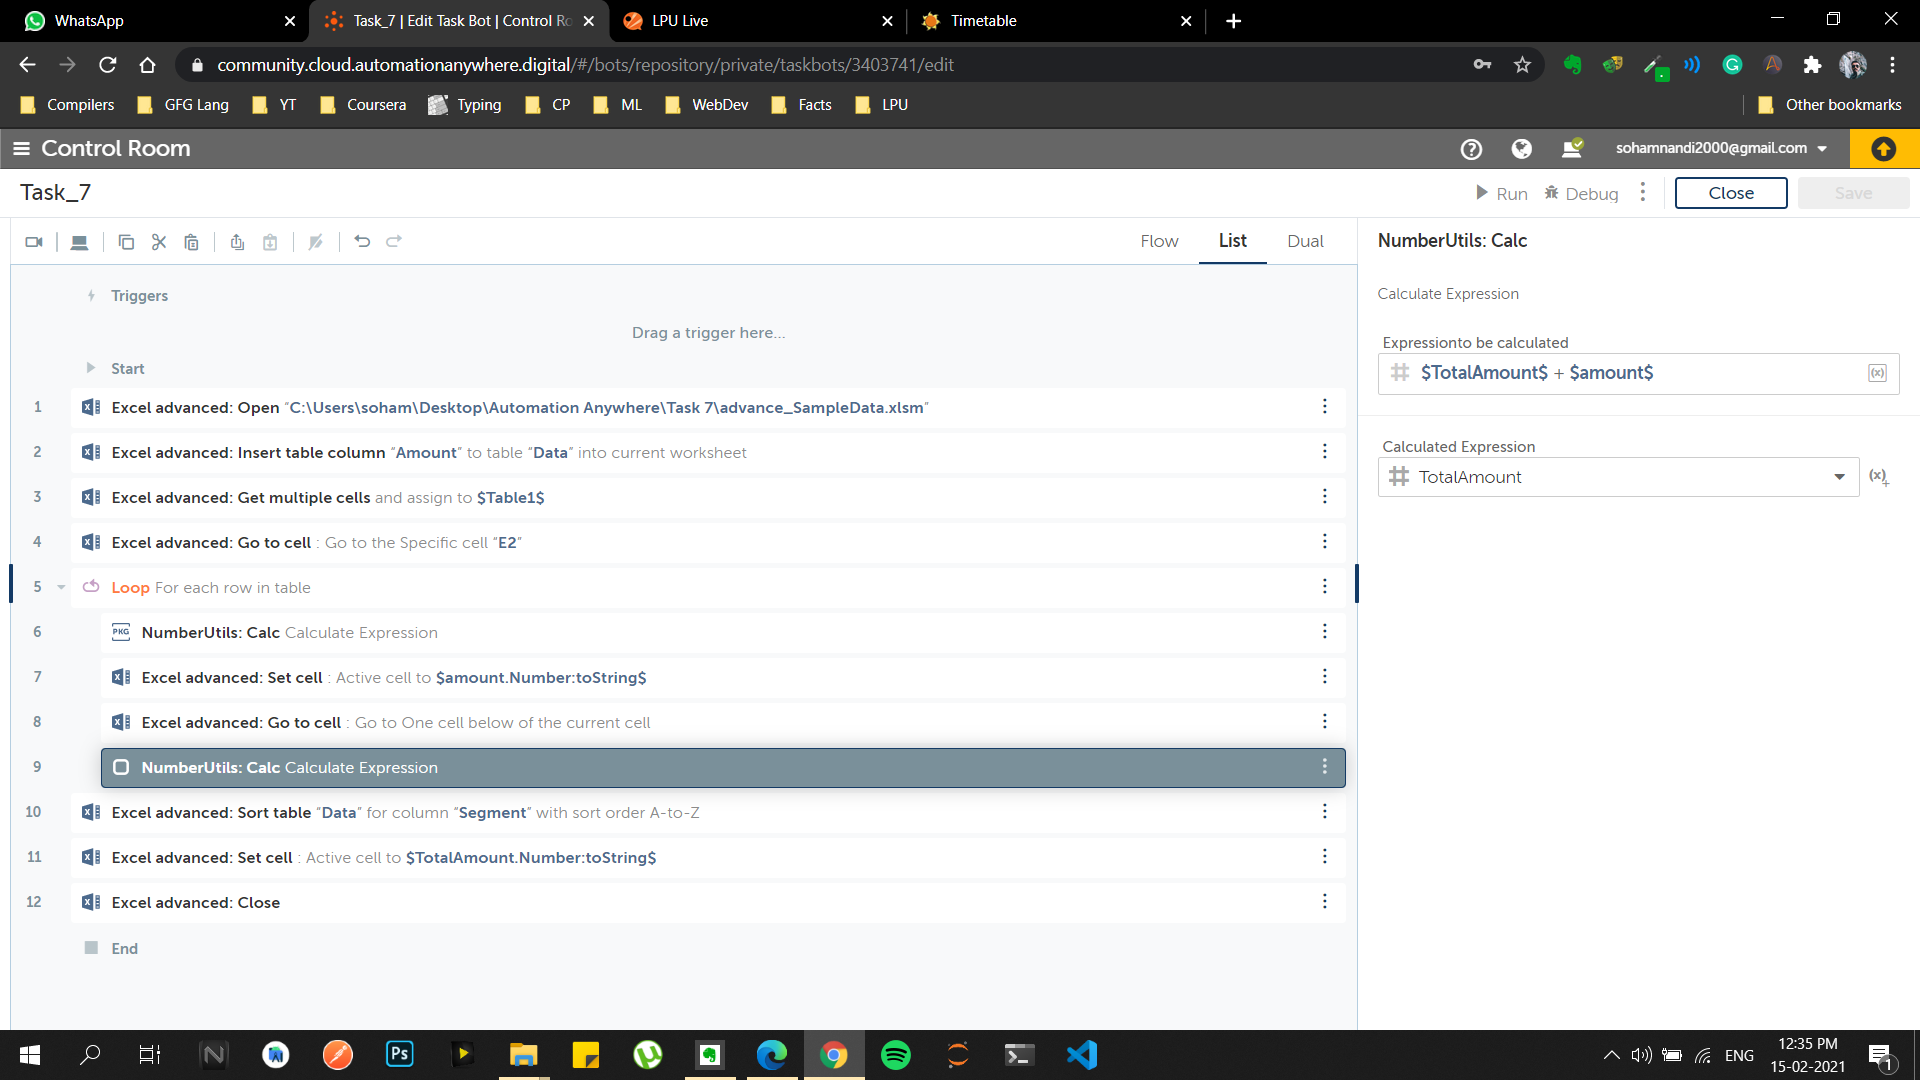 WhatsApp
Task_7 | Edit Task Bot | Control Ro
LPU Live
Timetable
community.cloud.automationanywhere.digital/#/bots/repository/private/taskbots/3403741/edit
Compilers
GFG Lang
YT
Coursera
Typing
CP
ML
WebDev
Facts
LPU
Other bookmarks
Control Room
sohamnandi2000@gmail.com
Task_7
Run
Debug
Close
Save
Flow
List
Dual
NumberUtils: Calc
Calculate Expression
Expressionto be calculated
$TotalAmount$ + $amount$
(x)
Calculated Expression
TotalAmount
(x)+
Triggers
Drag a trigger here...
Start
1 Excel advanced: Open “C:\Users\soham\Desktop\Automation Anywhere\Task 7\advance_SampleData.xlsm”
2 Excel advanced: Insert table column “Amount” to table “Data” into current worksheet
3 Excel advanced: Get multiple cells and assign to $Table1$
4 Excel advanced: Go to cell : Go to the Specific cell “E2”
5 Loop For each row in table
6 PKG NumberUtils: Calc Calculate Expression
7 Excel advanced: Set cell : Active cell to $amount.Number:toString$
8 Excel advanced: Go to cell : Go to One cell below of the current cell
9 NumberUtils: Calc Calculate Expression
10 Excel advanced: Sort table “Data” for column “Segment” with sort order A-to-Z
11 Excel advanced: Set cell : Active cell to $TotalAmount.Number:toString$
12 Excel advanced: Close
End
Ps
ENG
12:35 PM
15-02-2021
1